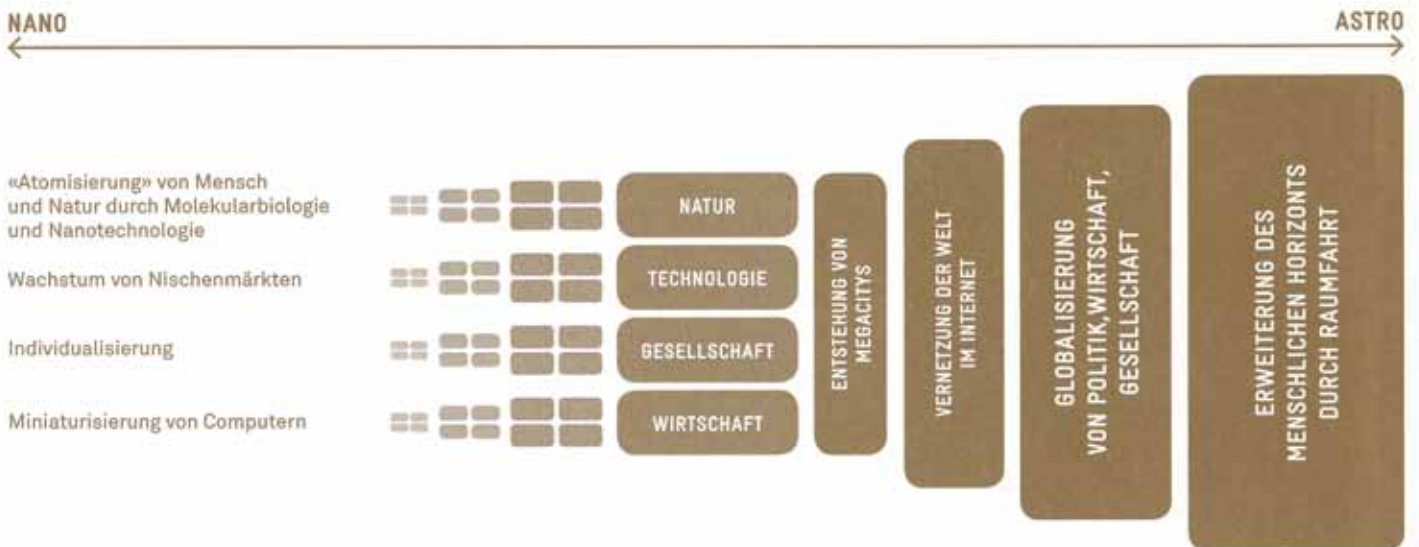 NANO
ASTRO
«Atomisierung» von Mensch
und Natur durch Molekularbiologie
und Nanotechnologie
NATUR
Wachstum von Nischenmärkten
TECHNOLOGIE
Individualisierung
GESELLSCHAFT
Miniaturisierung von Computern
WIRTSCHAFT
ENTSTEHUNG VON
MEGACITYS
VERNETZUNG DER WELT
IM INTERNET
GLOBALISIERUNG
VON POLITIK,WIRTSCHAFT,
GESELLSCHAFT
ERWEITERUNG DES
MENSCHLICHEN HORIZONTS
DURCH RAUMFAHRT